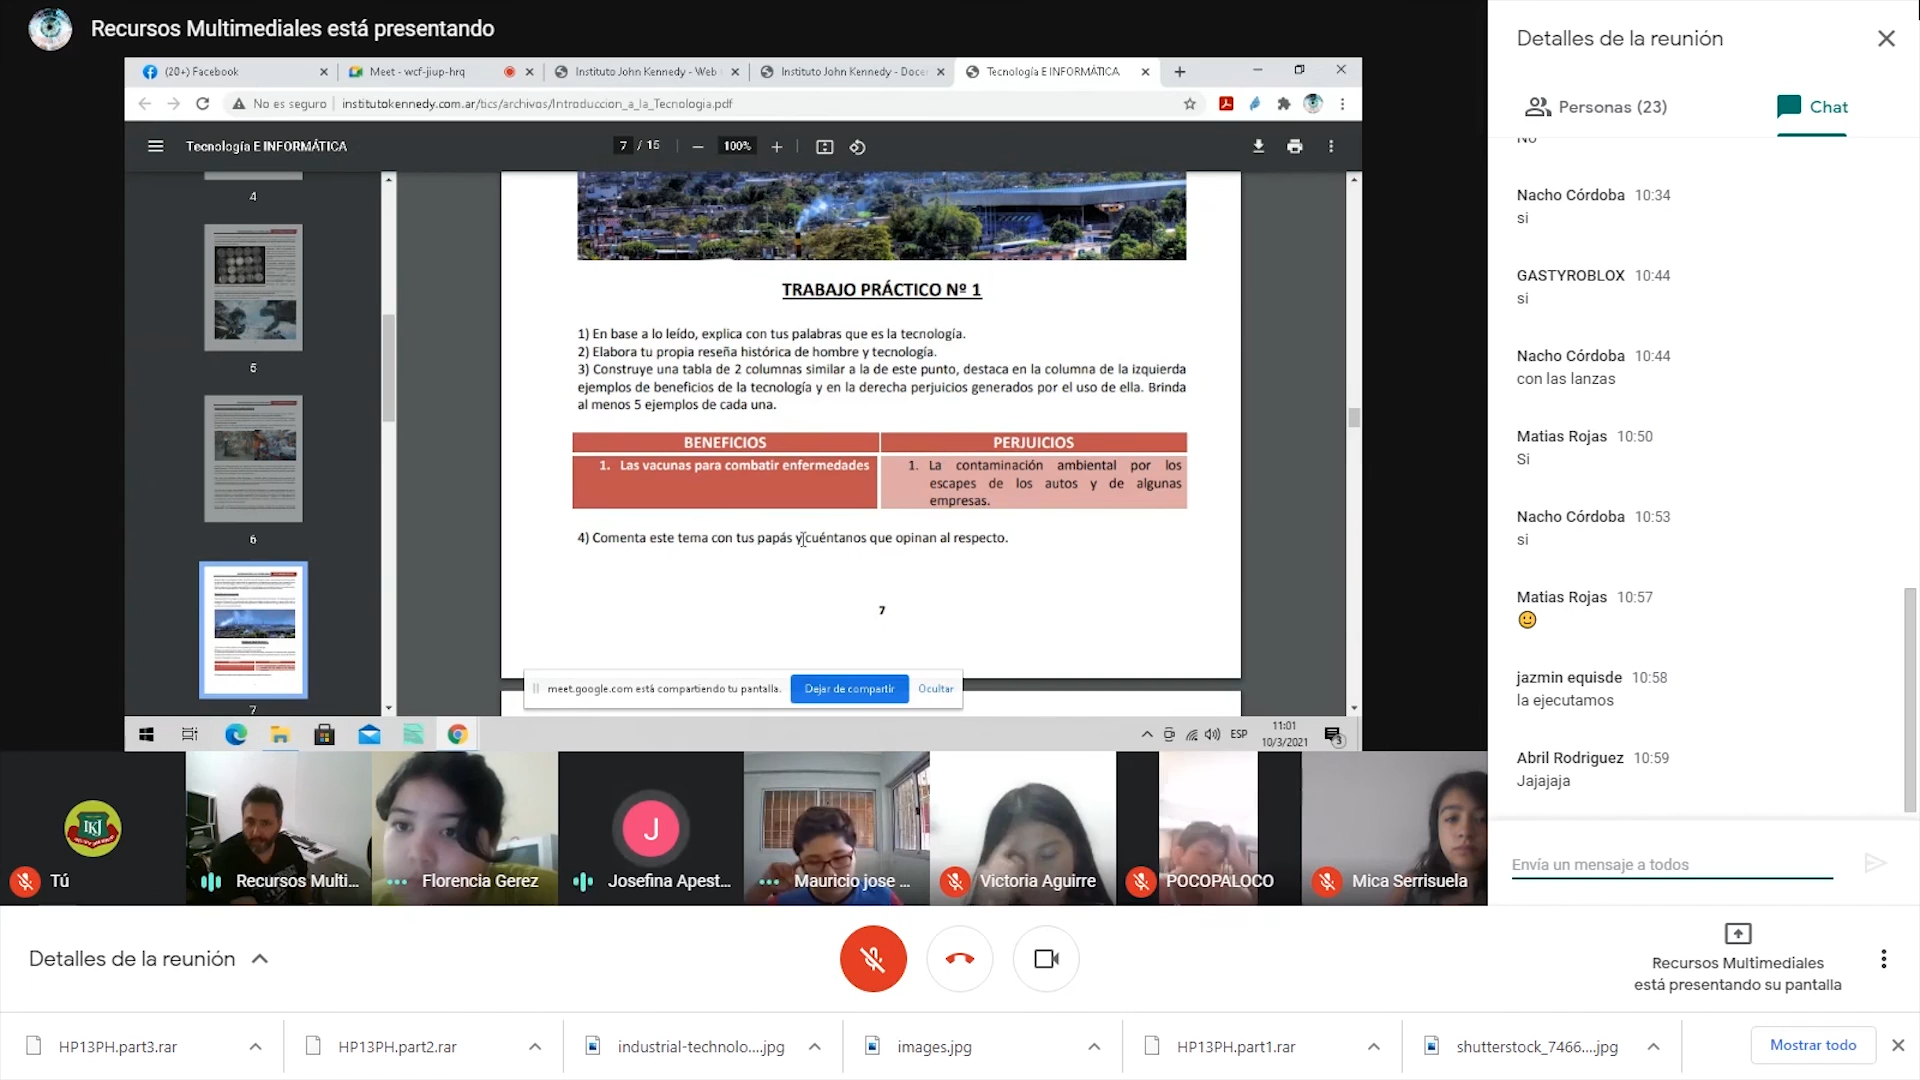 Recursos Multimediales está presentando
(20+) Facebook
Meet - wcf-jiup-hrq
Instituto John Kennedy - Web
Instituto John Kennedy - Doce
Tecnología E INFORMÁTICA
No es seguro
institutokennedy.com.ar/tics/archivos/Introduccion_a_la_Tecnologia.pdf
Tecnología E INFORMÁTICA
7 / 15
100%
4
5
6
7
TRABAJO PRÁCTICO Nº 1
1) En base a lo leído, explica con tus palabras que es la tecnología.
2) Elabora tu propia reseña histórica de hombre y tecnología.
3) Construye una tabla de 2 columnas similar a la de este punto, destaca en la columna de la izquierda
ejemplos de beneficios de la tecnología y en la derecha perjuicios generados por el uso de ella. Brinda
al menos 5 ejemplos de cada una.
BENEFICIOS
PERJUICIOS
1. Las vacunas para combatir enfermedades
1. La contaminación ambiental por los
escapes de los autos y de algunas
empresas.
4) Comenta este tema con tus papás y cuéntanos que opinan al respecto.
7
meet.google.com está compartiendo tu pantalla.
Dejar de compartir
Ocultar
ESP
11:01
10/3/2021
3
IKJ
Tú
Recursos Multi...
Florencia Gerez
J
Josefina Apest...
Mauricio jose ...
Victoria Aguirre
POCOPALOCO
Mica Serrisuela
Detalles de la reunión
Personas (23)
Chat
No
Nacho Córdoba 10:34
si
GASTYROBLOX 10:44
si
Nacho Córdoba 10:44
con las lanzas
Matias Rojas 10:50
Si
Nacho Córdoba 10:53
si
Matias Rojas 10:57
jazmin equisde 10:58
la ejecutamos
Abril Rodriguez 10:59
Jajajaja
Envía un mensaje a todos
Detalles de la reunión
Recursos Multimediales
está presentando su pantalla
HP13PH.part3.rar
HP13PH.part2.rar
industrial-technolo....jpg
images.jpg
HP13PH.part1.rar
shutterstock_7466....jpg
Mostrar todo